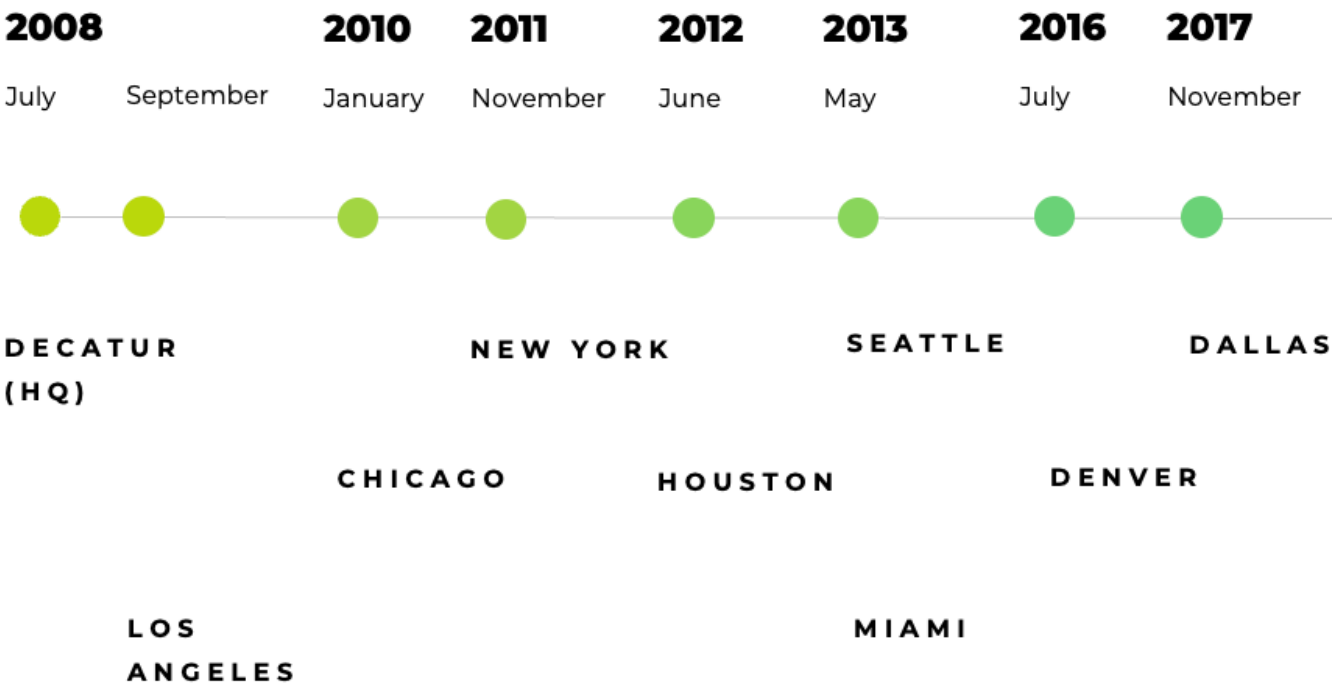 2008 2010 2011 2012 2013 2016 2017
July September January November June May July November
DECATUR NEW YORK SEATTLE DALLAS
(HQ)
CHICAGO HOUSTON DENVER
LOS MIAMI
ANGELES